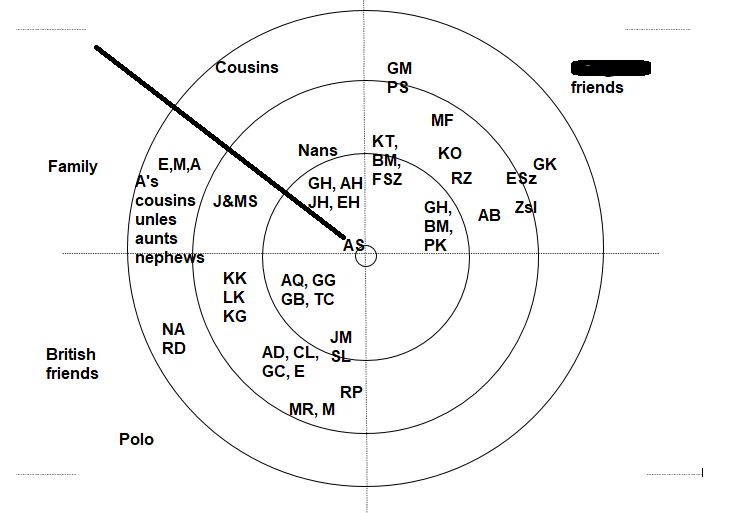 Cousins
GM
PS
friends
MF
KT,
BM,
FSZ
KO
Nans
Family
E,M,A
GK
RZ
ESz
A's
cousins
unles
aunts
nephews
J&MS
GH, AH
JH, EH
GH,
BM,
PK
AB
Zsl
AS
KK
LK
KG
AQ, GG
GB, TC
NA
RD
JM
SL
British
friends
AD, CL,
GC, E
RP
MR, M
Polo